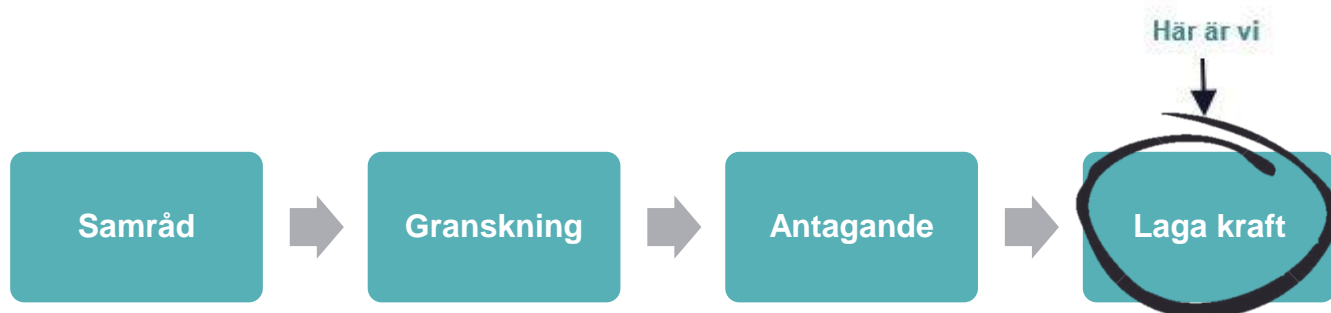 Här är vi
Samråd
Granskning
Antagande
Laga kraft